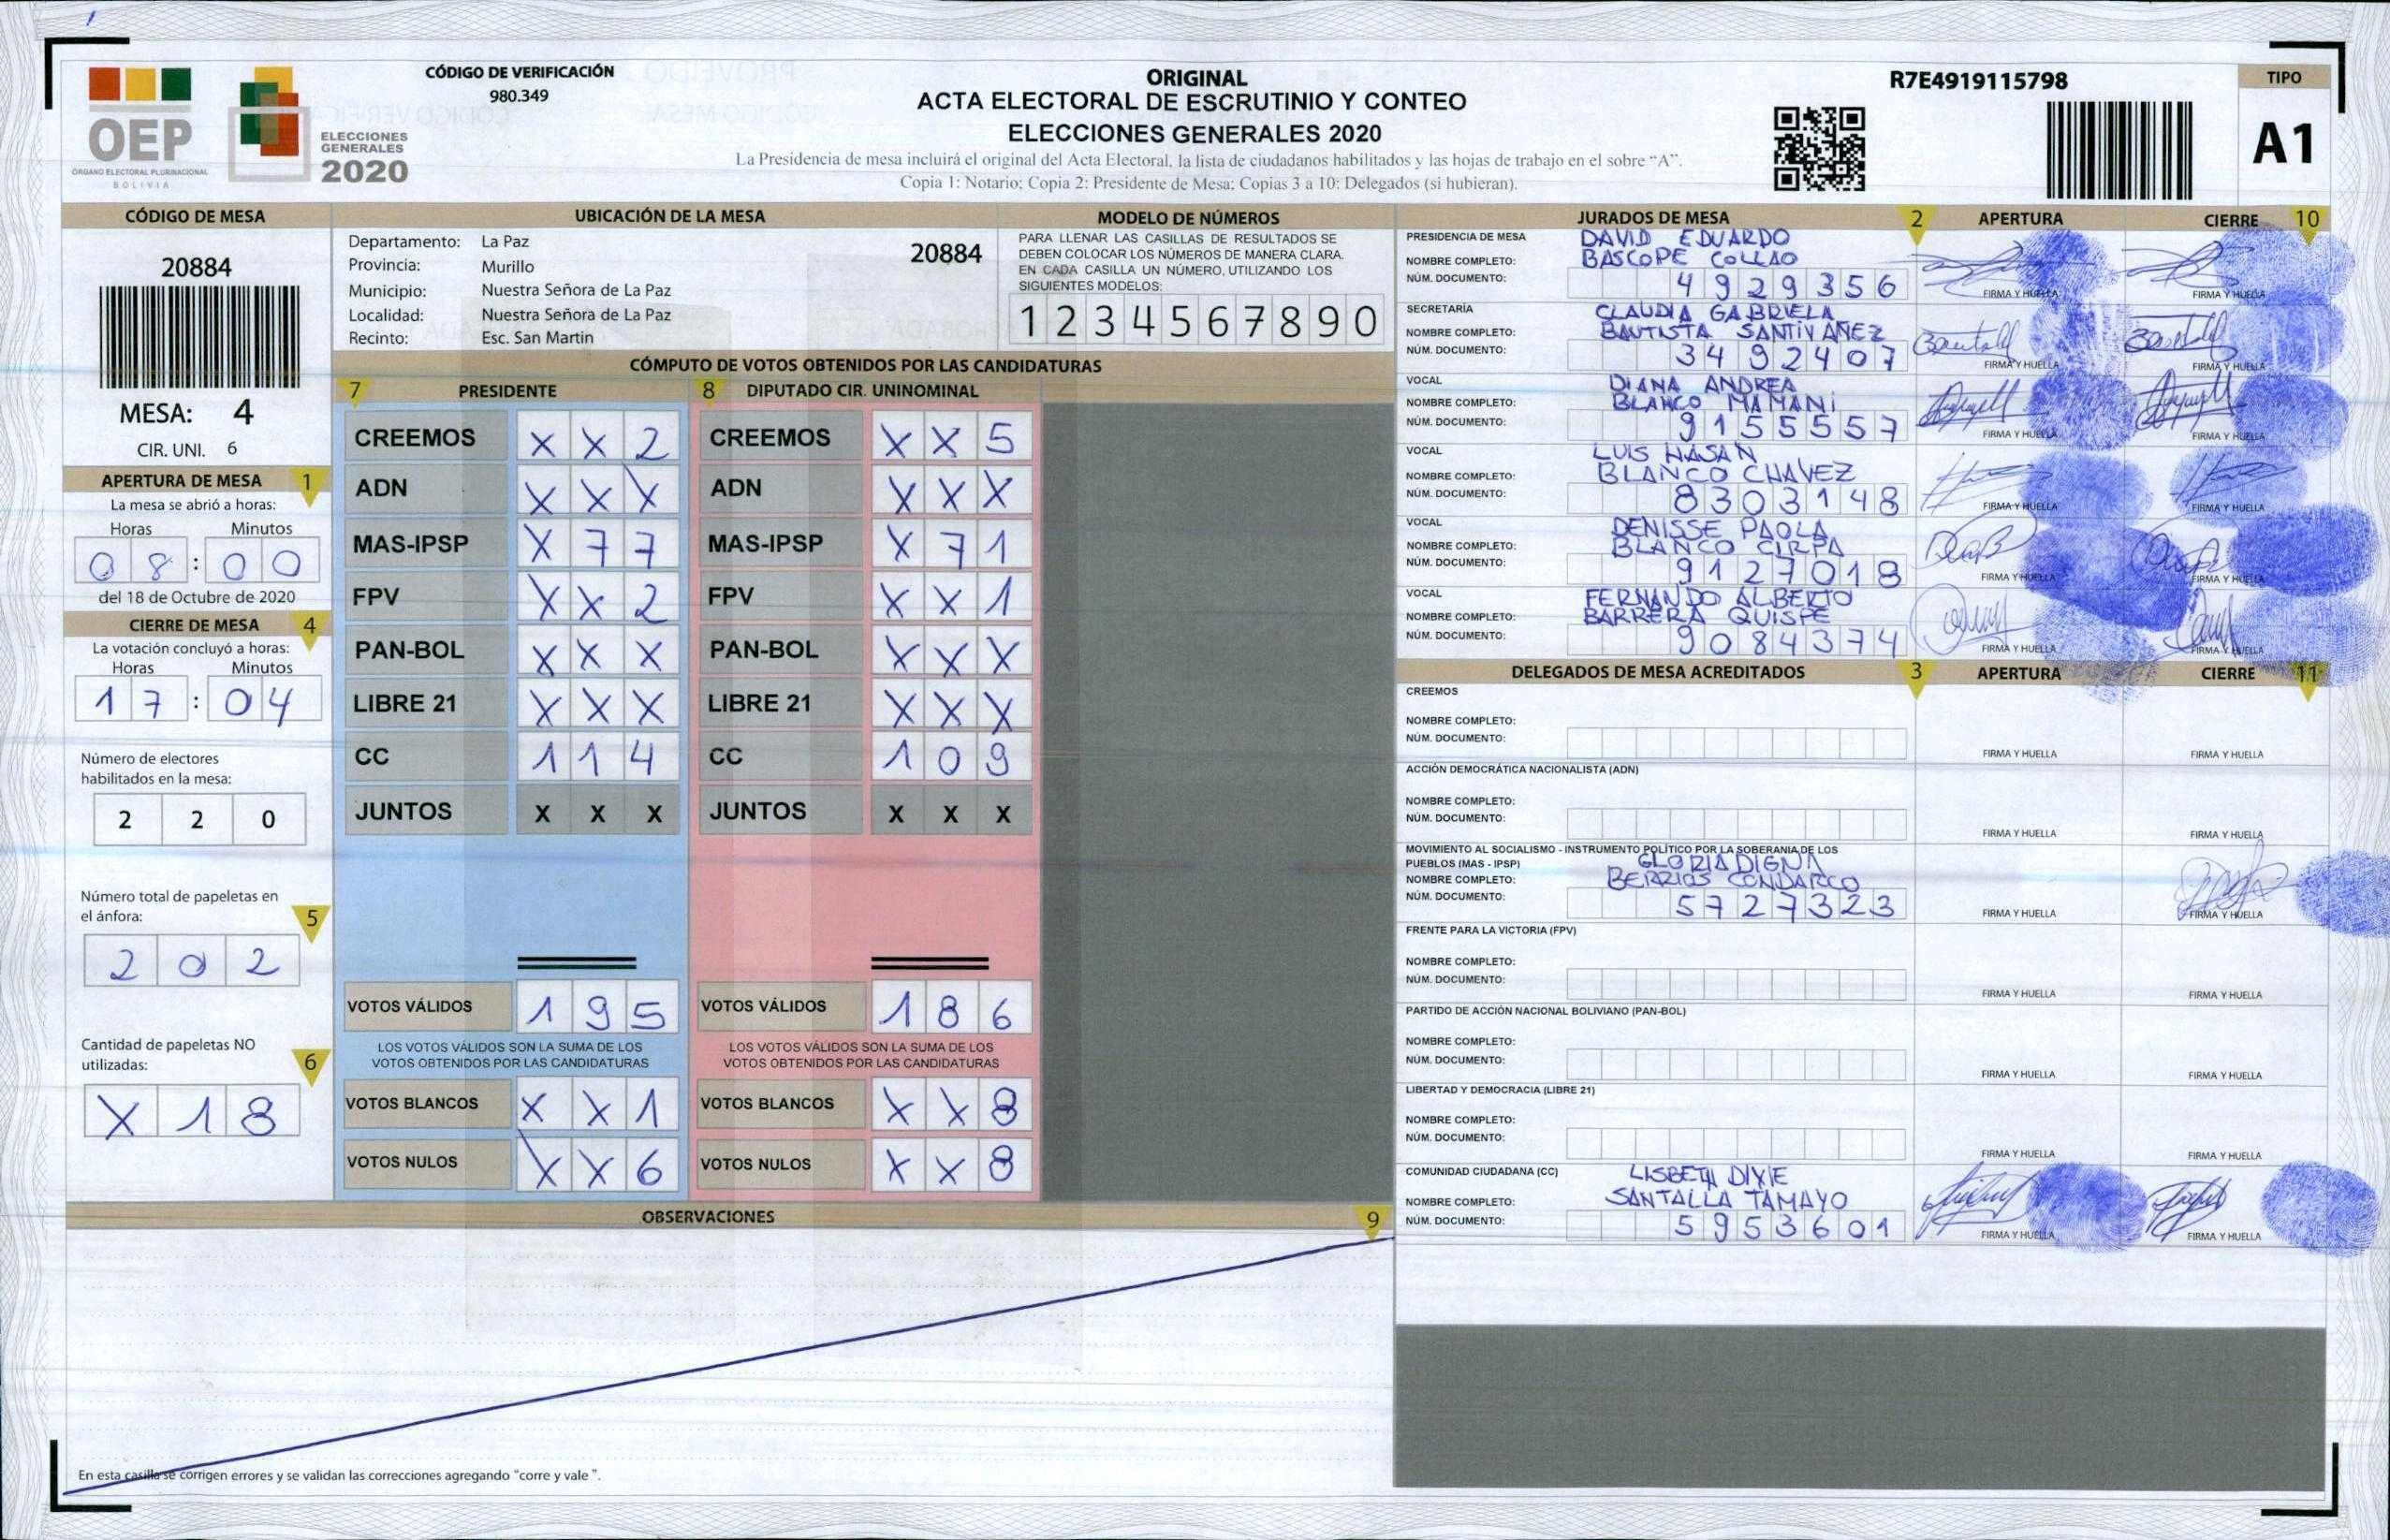 CÓDIGO DE VERIFICACIÓN
980.349
OEP
ÓRGANO ELECTORAL PLURINACIONAL
BOLIVIA
ELECCIONES
GENERALES
2020
ORIGINAL
ACTA ELECTORAL DE ESCRUTINIO Y CONTEO
ELECCIONES GENERALES 2020
La Presidencia de mesa incluirá el original del Acta Electoral, la lista de ciudadanos habilitados y las hojas de trabajo en el sobre “A”.
Copia 1: Notario; Copia 2: Presidente de Mesa; Copias 3 a 10: Delegados (si hubieran).
R7E4919115798
TIPO
A1
CÓDIGO DE MESA
20884
MESA: 4
CIR. UNI. 6
APERTURA DE MESA 1
La mesa se abrió a horas:
Horas Minutos
0 8 : 0 0
del 18 de Octubre de 2020
CIERRE DE MESA 4
La votación concluyó a horas:
Horas Minutos
1 7 : 0 4
Número de electores
habilitados en la mesa:
2 2 0
Número total de papeletas en
el ánfora: 5
2 0 2
Cantidad de papeletas NO
utilizadas: 6
X 1 8
UBICACIÓN DE LA MESA
Departamento: La Paz 20884
Provincia: Murillo
Municipio: Nuestra Señora de La Paz
Localidad: Nuestra Señora de La Paz
Recinto: Esc. San Martin
MODELO DE NÚMEROS
PARA LLENAR LAS CASILLAS DE RESULTADOS SE
DEBEN COLOCAR LOS NÚMEROS DE MANERA CLARA.
EN CADA CASILLA UN NÚMERO, UTILIZANDO LOS
SIGUIENTES MODELOS:
1 2 3 4 5 6 7 8 9 0
CÓMPUTO DE VOTOS OBTENIDOS POR LAS CANDIDATURAS
7 PRESIDENTE
CREEMOS X X 2
ADN X X X
MAS-IPSP X 7 7
FPV X X 2
PAN-BOL X X X
LIBRE 21 X X X
CC 1 1 4
JUNTOS X X X
VOTOS VÁLIDOS 1 9 5
LOS VOTOS VÁLIDOS SON LA SUMA DE LOS
VOTOS OBTENIDOS POR LAS CANDIDATURAS
VOTOS BLANCOS X X 1
VOTOS NULOS X X 6
8 DIPUTADO CIR. UNINOMINAL
CREEMOS X X 5
ADN X X X
MAS-IPSP X 7 1
FPV X X 1
PAN-BOL X X X
LIBRE 21 X X X
CC 1 0 9
JUNTOS X X X
VOTOS VÁLIDOS 1 8 6
LOS VOTOS VÁLIDOS SON LA SUMA DE LOS
VOTOS OBTENIDOS POR LAS CANDIDATURAS
VOTOS BLANCOS X X 8
VOTOS NULOS X X 8
OBSERVACIONES 9
En esta casilla se corrigen errores y se validan las correcciones agregando "corre y vale".
JURADOS DE MESA 2 APERTURA CIERRE 10
PRESIDENCIA DE MESA DAVID EDUARDO
NOMBRE COMPLETO: BASCOPE COLLAO
NÚM. DOCUMENTO: 4929356
FIRMA Y HUELLA FIRMA Y HUELLA
SECRETARÍA CLAUDIA GABRIELA
NOMBRE COMPLETO: BAUTISTA SANTIVAÑEZ
NÚM. DOCUMENTO: 3492407
FIRMA Y HUELLA FIRMA Y HUELLA
VOCAL DIANA ANDREA
NOMBRE COMPLETO: BLANCO MAMANI
NÚM. DOCUMENTO: 9155557
FIRMA Y HUELLA FIRMA Y HUELLA
VOCAL LUIS HASAN
NOMBRE COMPLETO: BLANCO CHAVEZ
NÚM. DOCUMENTO: 8303148
FIRMA Y HUELLA FIRMA Y HUELLA
VOCAL DENISSE PAOLA
NOMBRE COMPLETO: BLANCO CIRPA
NÚM. DOCUMENTO: 9127018
FIRMA Y HUELLA FIRMA Y HUELLA
VOCAL FERNANDO ALBERTO
NOMBRE COMPLETO: BARRERA QUISPE
NÚM. DOCUMENTO: 9084374
FIRMA Y HUELLA FIRMA Y HUELLA
DELEGADOS DE MESA ACREDITADOS 3 APERTURA CIERRE 11
CREEMOS
NOMBRE COMPLETO:
NÚM. DOCUMENTO:
FIRMA Y HUELLA FIRMA Y HUELLA
ACCIÓN DEMOCRÁTICA NACIONALISTA (ADN)
NOMBRE COMPLETO:
NÚM. DOCUMENTO:
FIRMA Y HUELLA FIRMA Y HUELLA
MOVIMIENTO AL SOCIALISMO - INSTRUMENTO POLÍTICO POR LA SOBERANIA DE LOS
PUEBLOS (MAS - IPSP) GLORIA DIGNA
NOMBRE COMPLETO: BERRIOS CONDARCO
NÚM. DOCUMENTO: 5727323
FIRMA Y HUELLA FIRMA Y HUELLA
FRENTE PARA LA VICTORIA (FPV)
NOMBRE COMPLETO:
NÚM. DOCUMENTO:
FIRMA Y HUELLA FIRMA Y HUELLA
PARTIDO DE ACCIÓN NACIONAL BOLIVIANO (PAN-BOL)
NOMBRE COMPLETO:
NÚM. DOCUMENTO:
FIRMA Y HUELLA FIRMA Y HUELLA
LIBERTAD Y DEMOCRACIA (LIBRE 21)
NOMBRE COMPLETO:
NÚM. DOCUMENTO:
FIRMA Y HUELLA FIRMA Y HUELLA
COMUNIDAD CIUDADANA (CC) LISBETH DIXIE
NOMBRE COMPLETO: SANTALLA TAMAYO
NÚM. DOCUMENTO: 5953601
FIRMA Y HUELLA FIRMA Y HUELLA